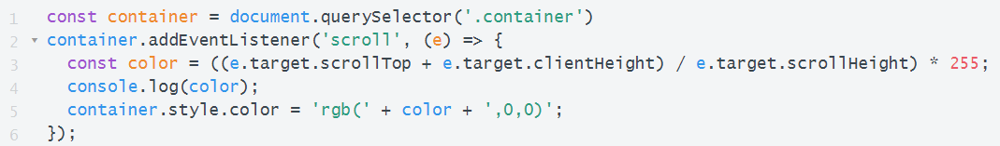 1 const container = document.querySelector('.container')
2 container.addEventListener('scroll', (e) => {
3   const color = ((e.target.scrollTop + e.target.clientHeight) / e.target.scrollHeight) * 255;
4   console.log(color);
5   container.style.color = 'rgb(' + color + ',0,0)';
6 });